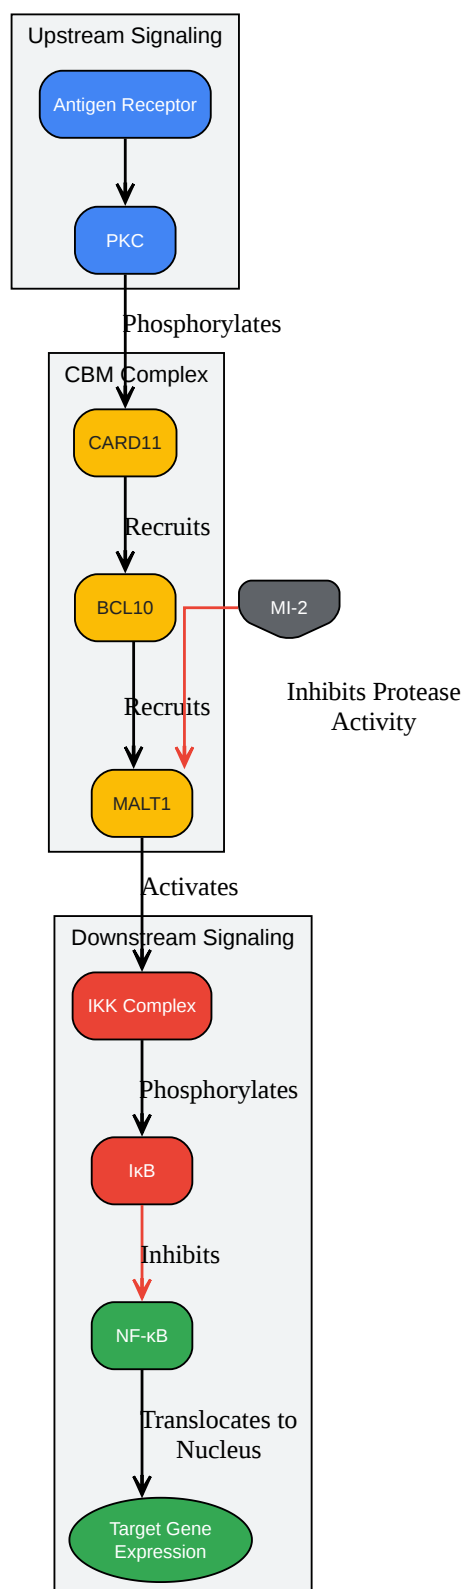 Upstream Signaling
Antigen Receptor
PKC
Phosphorylates
CBM Complex
CARD11
Recruits
BCL10
MI-2
Recruits
Inhibits Protease
Activity
MALT1
Activates
Downstream Signaling
IKK Complex
Phosphorylates
IκB
Inhibits
NF-κB
Translocates to
Nucleus
Target Gene
Expression